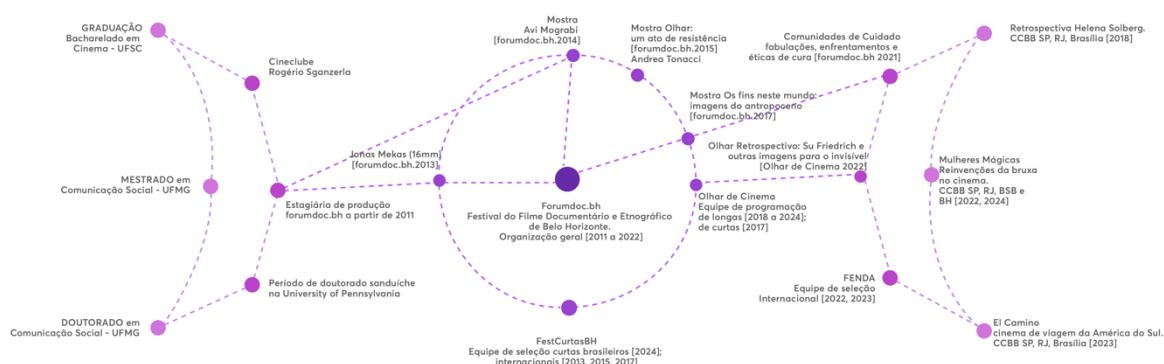 GRADUAÇÃO
Bacharelado em
Cinema - UFSC
Cineclube
Rogério Sganzerla
MESTRADO em
Comunicação Social - UFMG
Estagiária de produção
forumdoc.bh a partir de 2011
Período de doutorado sanduíche
na University of Pennsylvania
DOUTORADO em
Comunicação Social - UFMG
Mostra
Avi Mograbi
[forumdoc.bh.2014]
Mostra Olhar:
um ato de resistência
[forumdoc.bh.2015]
Andrea Tonacci
Mostra Os fins neste mundo:
imagens do antropoceno
[forumdoc.bh.2017]
Jonas Mekas (16mm)
[forumdoc.bh.2013]
Forumdoc.bh
Festival do Filme Documentário e Etnográfico
de Belo Horizonte.
Organização geral [2011 a 2022]
Olhar de Cinema
Equipe de programação
de longas [2018 a 2024];
de curtas [2017]
FestCurtasBH
Equipe de seleção curtas brasileiros [2024];
internacionais [2013, 2015, 2017]
Comunidades de Cuidado
fabulações, enfrentamentos e
éticas de cura [forumdoc.bh 2021]
Olhar Retrospectivo: Su Friedrich e
outras imagens para o invisível
[Olhar de Cinema 2022]
FENDA
Equipe de seleção
Internacional [2022, 2023]
Retrospectiva Helena Solberg.
CCBB SP, RJ, Brasília [2018]
Mulheres Mágicas
Reinvenções da bruxa
no cinema.
CCBB SP, RJ, BSB e
BH [2022, 2024]
El Camino
cinema de viagem da América do Sul.
CCBB SP, RJ, Brasília [2023]